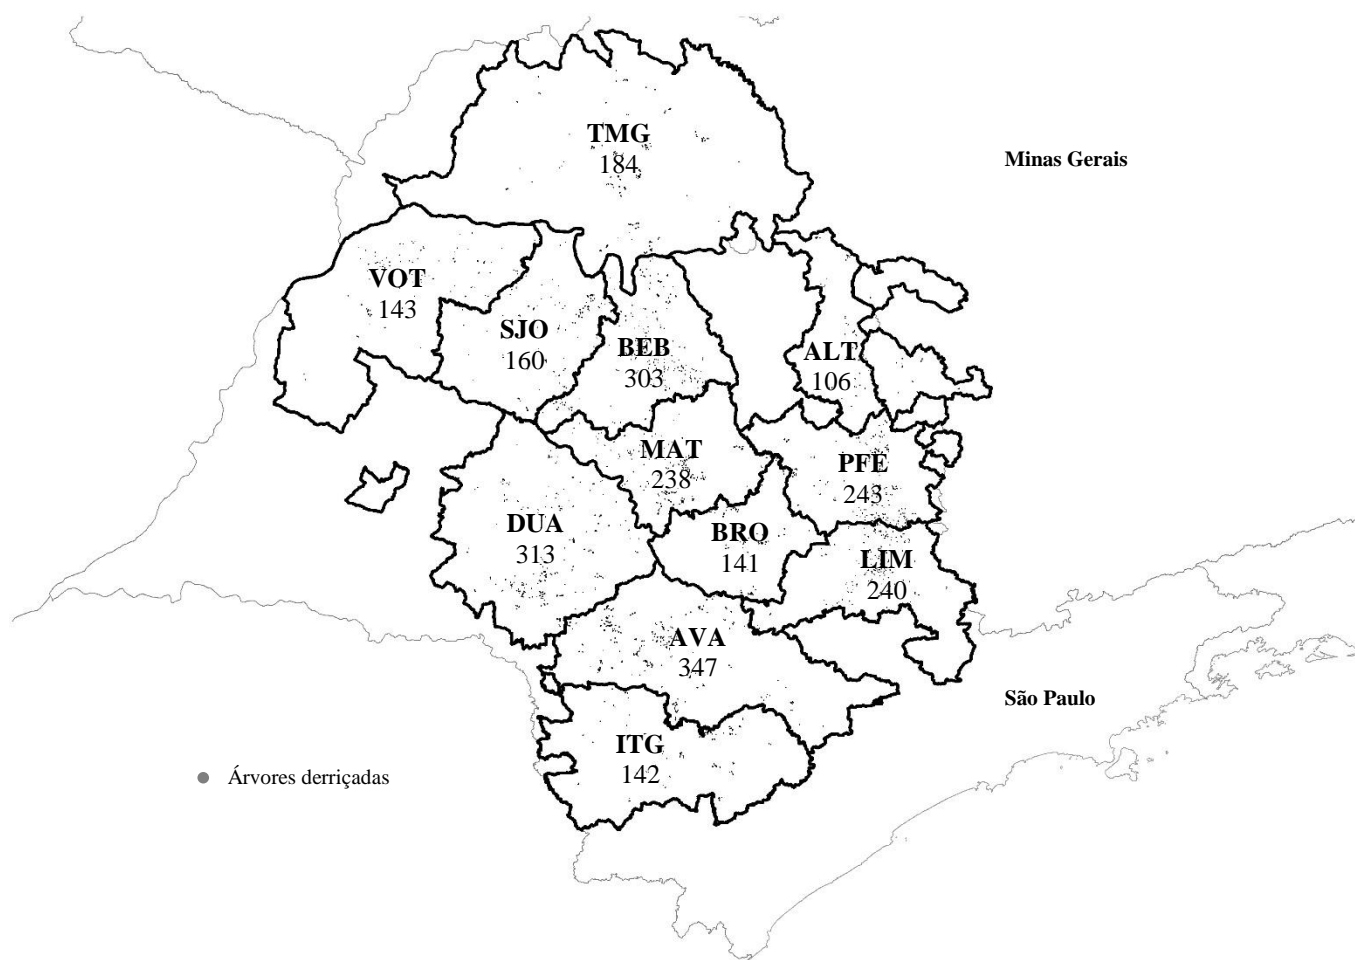 TMG
184
Minas Gerais
VOT
143
SJO
160
BEB
303
ALT
106
MAT
238
PFE
243
DUA
313
BRO
141
LIM
240
AVA
347
São Paulo
ITG
142
Árvores derriçadas